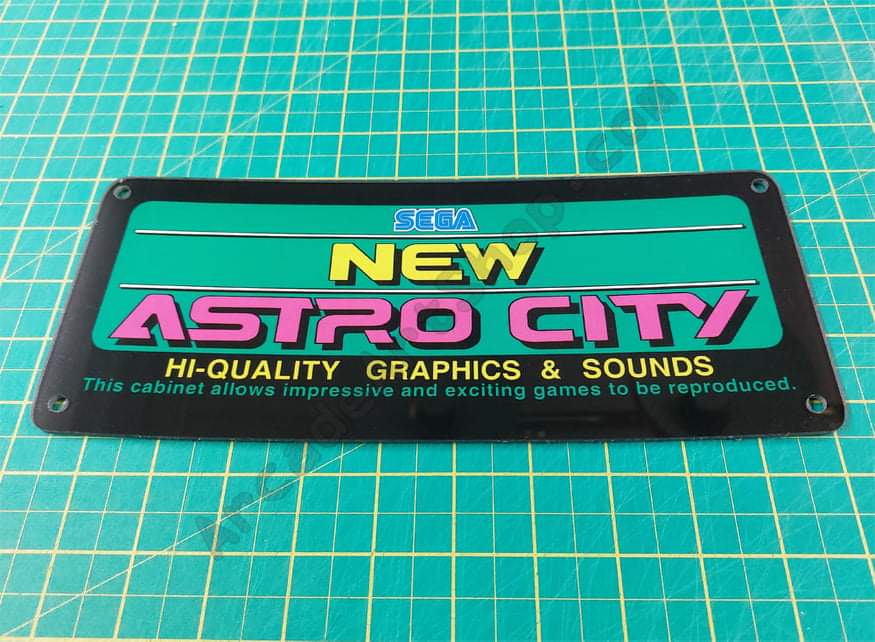 SEGA
NEW
ASTRO CITY
HI-QUALITY GRAPHICS & SOUNDS
This cabinet allows impressive and exciting games to be reproduced.